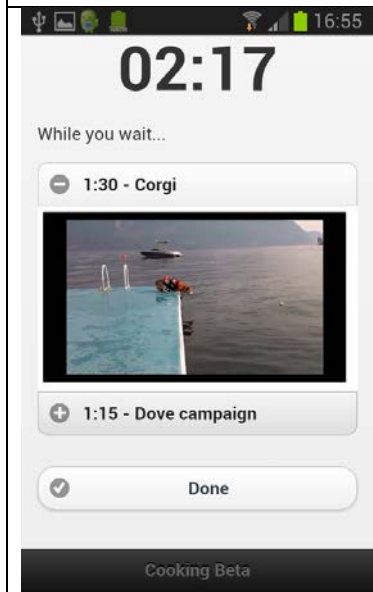 16:55
02:17
While you wait...
1:30 - Corgi
1:15 - Dove campaign
Done
Cooking Beta